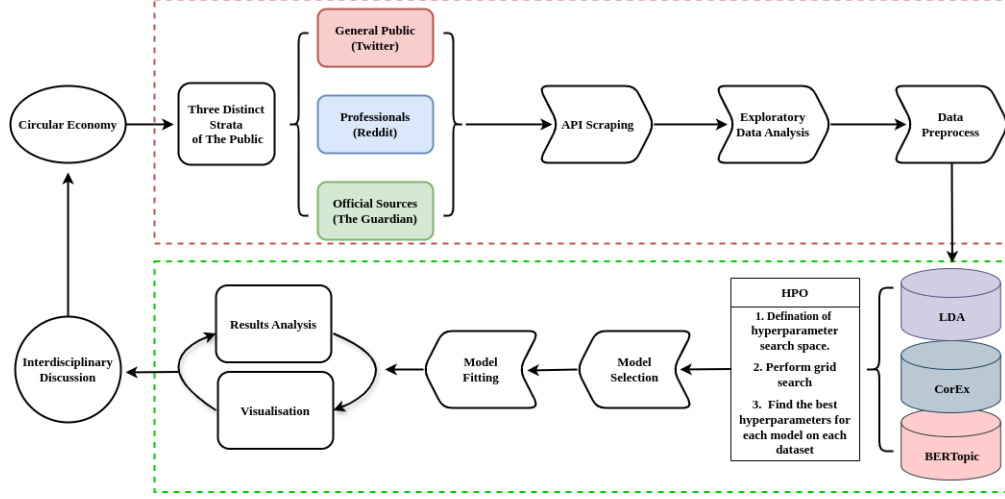 General Public
(Twitter)
Circular Economy
Three Distinct
Strata
of The Public
Professionals
(Reddit)
API Scraping
Exploratory
Data Analysis
Data
Preprocess
Official Sources
(The Guardian)
HPO
1. Defination of
hyperparameter
search space.
2. Perform grid
search
3. Find the best
hyperparameters for
each model on each
dataset
LDA
CorEx
BERTopic
Model
Selection
Model
Fitting
Results Analysis
Visualisation
Interdisciplinary
Discussion